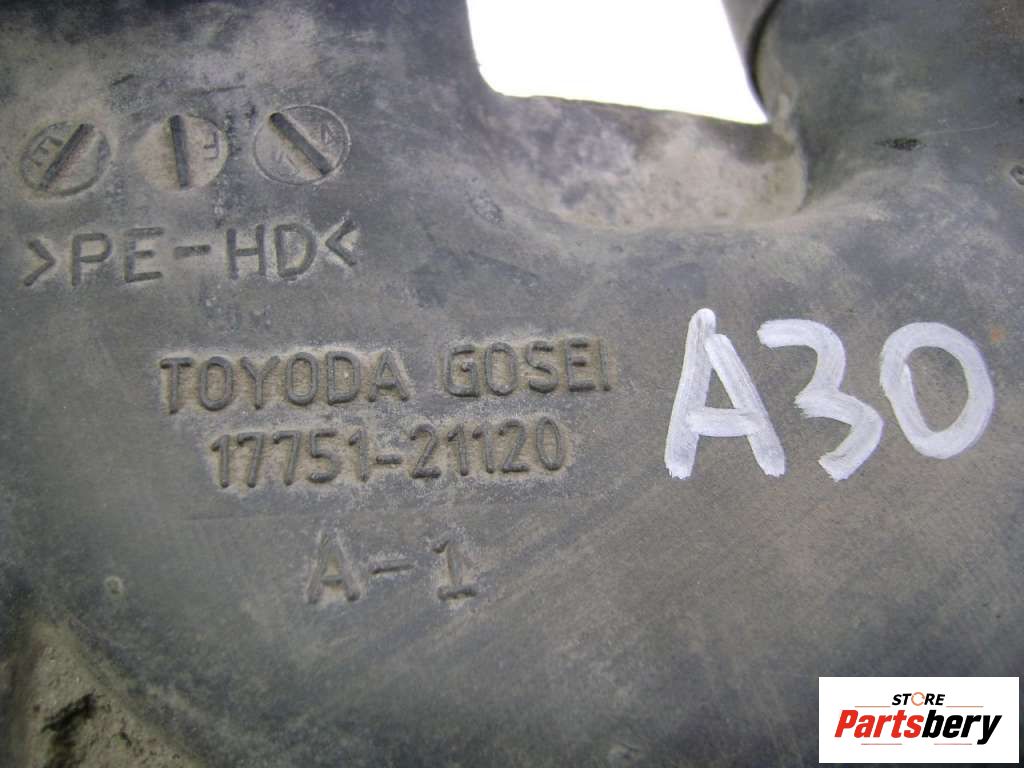 >PE-HD<
TOYODA GOSEI
17751-21120
A-1
A30
STORE
Partsbery